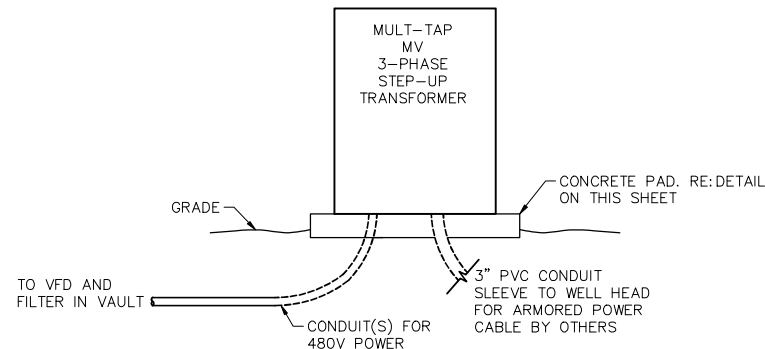 MULT-TAP
MV
3-PHASE
STEP-UP
TRANSFORMER
CONCRETE PAD. RE:DETAIL
ON THIS SHEET
GRADE
TO VFD AND
FILTER IN VAULT
3" PVC CONDUIT
SLEEVE TO WELL HEAD
FOR ARMORED POWER
CABLE BY OTHERS
CONDUIT(S) FOR
480V POWER